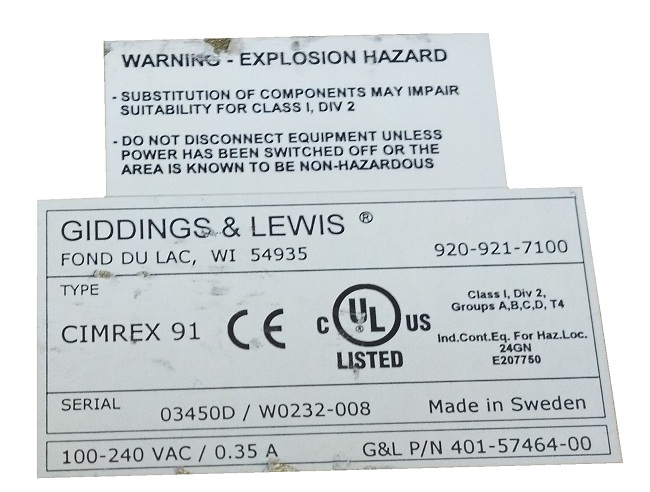 WARNING - EXPLOSION HAZARD
- SUBSTITUTION OF COMPONENTS MAY IMPAIR
SUITABILITY FOR CLASS I, DIV 2
- DO NOT DISCONNECT EQUIPMENT UNLESS
POWER HAS BEEN SWITCHED OFF OR THE
AREA IS KNOWN TO BE NON-HAZARDOUS
GIDDINGS & LEWIS ®
FOND DU LAC, WI 54935 920-921-7100
TYPE
CIMREX 91 CE
C UL ® US
LISTED
Class I, Div 2,
Groups A,B,C,D, T4
Ind.Cont.Eq. For Haz.Loc.
24GN
E207750
SERIAL 03450D / W0232-008 Made in Sweden
100-240 VAC / 0.35 A G&L P/N 401-57464-00